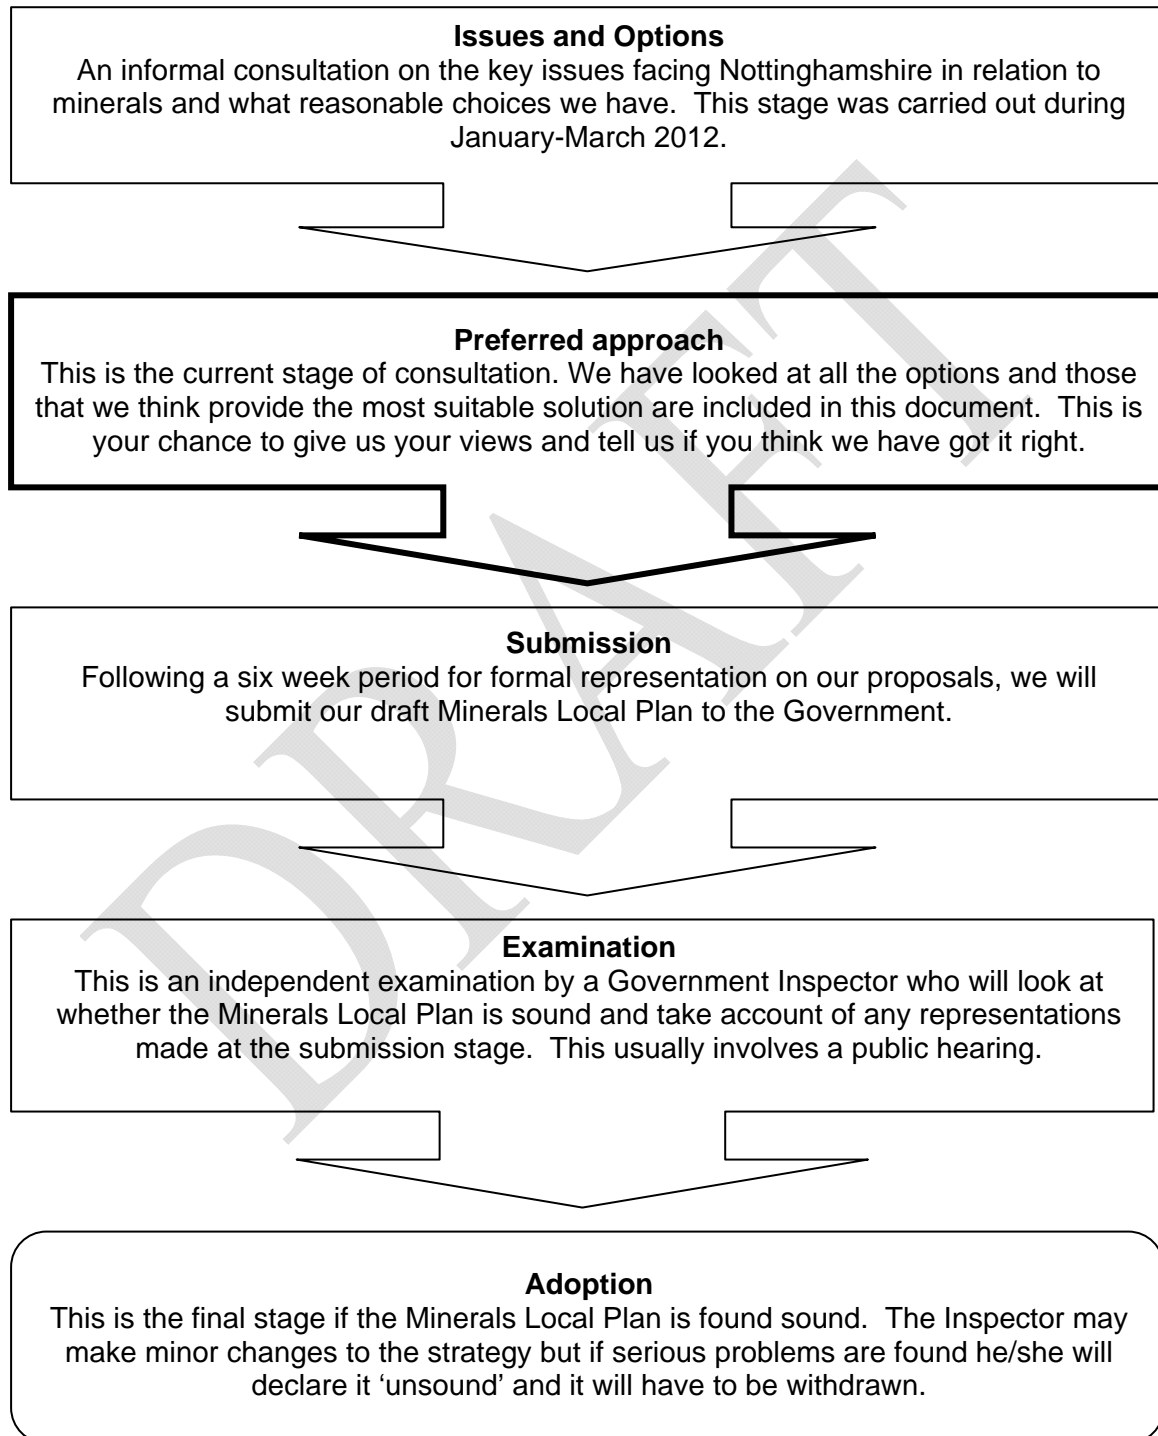 Issues and Options
An informal consultation on the key issues facing Nottinghamshire in relation to
minerals and what reasonable choices we have.  This stage was carried out during
January-March 2012.
Preferred approach
This is the current stage of consultation. We have looked at all the options and those
that we think provide the most suitable solution are included in this document.  This is
your chance to give us your views and tell us if you think we have got it right.
Submission
Following a six week period for formal representation on our proposals, we will
submit our draft Minerals Local Plan to the Government.
Examination
This is an independent examination by a Government Inspector who will look at
whether the Minerals Local Plan is sound and take account of any representations
made at the submission stage.  This usually involves a public hearing.
Adoption
This is the final stage if the Minerals Local Plan is found sound.  The Inspector may
make minor changes to the strategy but if serious problems are found he/she will
declare it ‘unsound’ and it will have to be withdrawn.
DRAFT